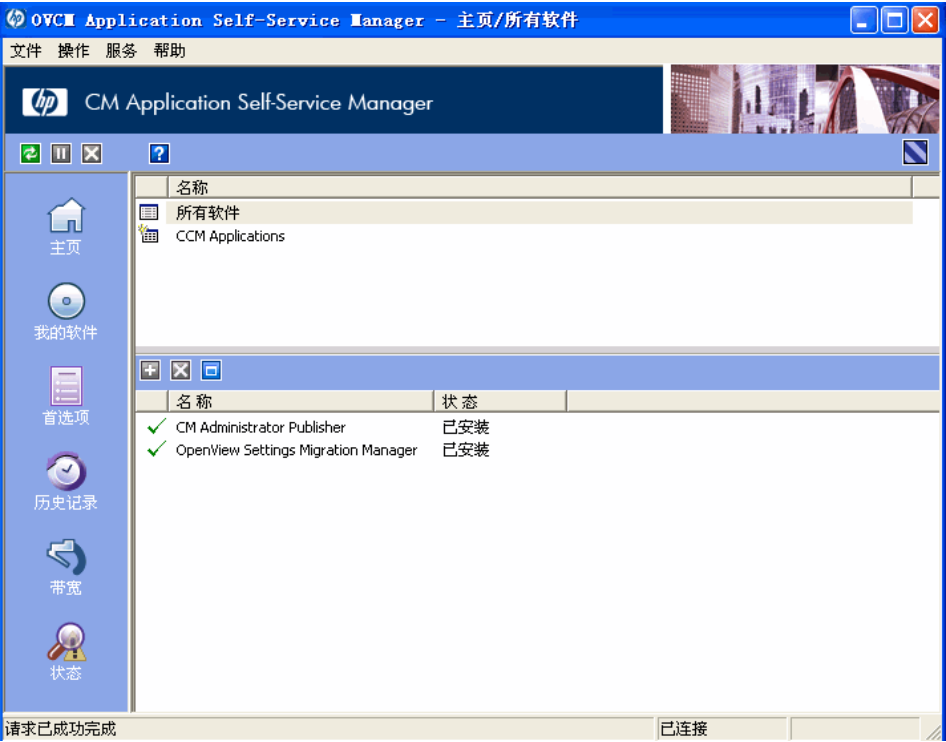 OVCM Application Self-Service Manager - 主页/所有软件
文件 操作 服务 帮助
hp CM Application Self-Service Manager
?
名称
所有软件
CCM Applications
主页
我的软件
首选项
历史记录
带宽
状态
名称 状态
CM Administrator Publisher 已安装
OpenView Settings Migration Manager 已安装
请求已成功完成 已连接